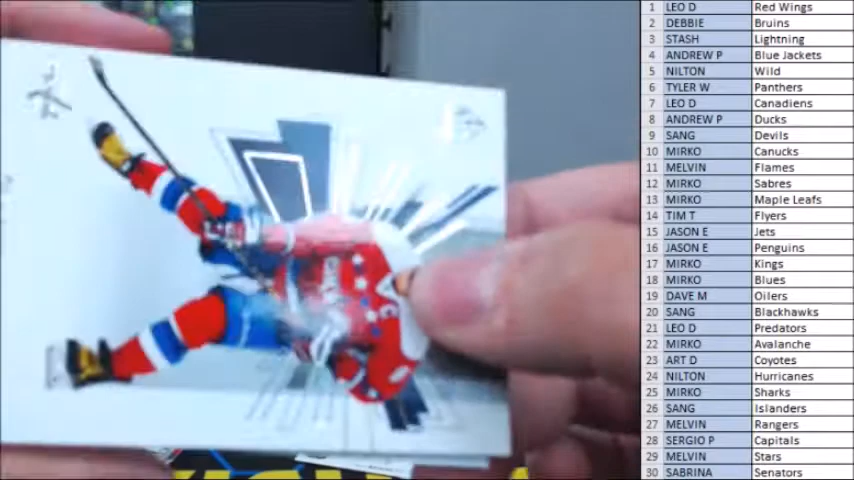 1 LEO D Red Wings
2 DEBBIE Bruins
3 STASH Lightning
4 ANDREW P Blue Jackets
5 NILTON Wild
6 TYLER W Panthers
7 LEO D Canadiens
8 ANDREW P Ducks
9 SANG Devils
10 MIRKO Canucks
11 MELVIN Flames
12 MIRKO Sabres
13 MIRKO Maple Leafs
14 TIM T Flyers
15 JASON E Jets
16 JASON E Penguins
17 MIRKO Kings
18 MIRKO Blues
19 DAVE M Oilers
20 SANG Blackhawks
21 LEO D Predators
22 MIRKO Avalanche
23 ART D Coyotes
24 NILTON Hurricanes
25 MIRKO Sharks
26 SANG Islanders
27 MELVIN Rangers
28 SERGIO P Capitals
29 MELVIN Stars
30 SABRINA Senators